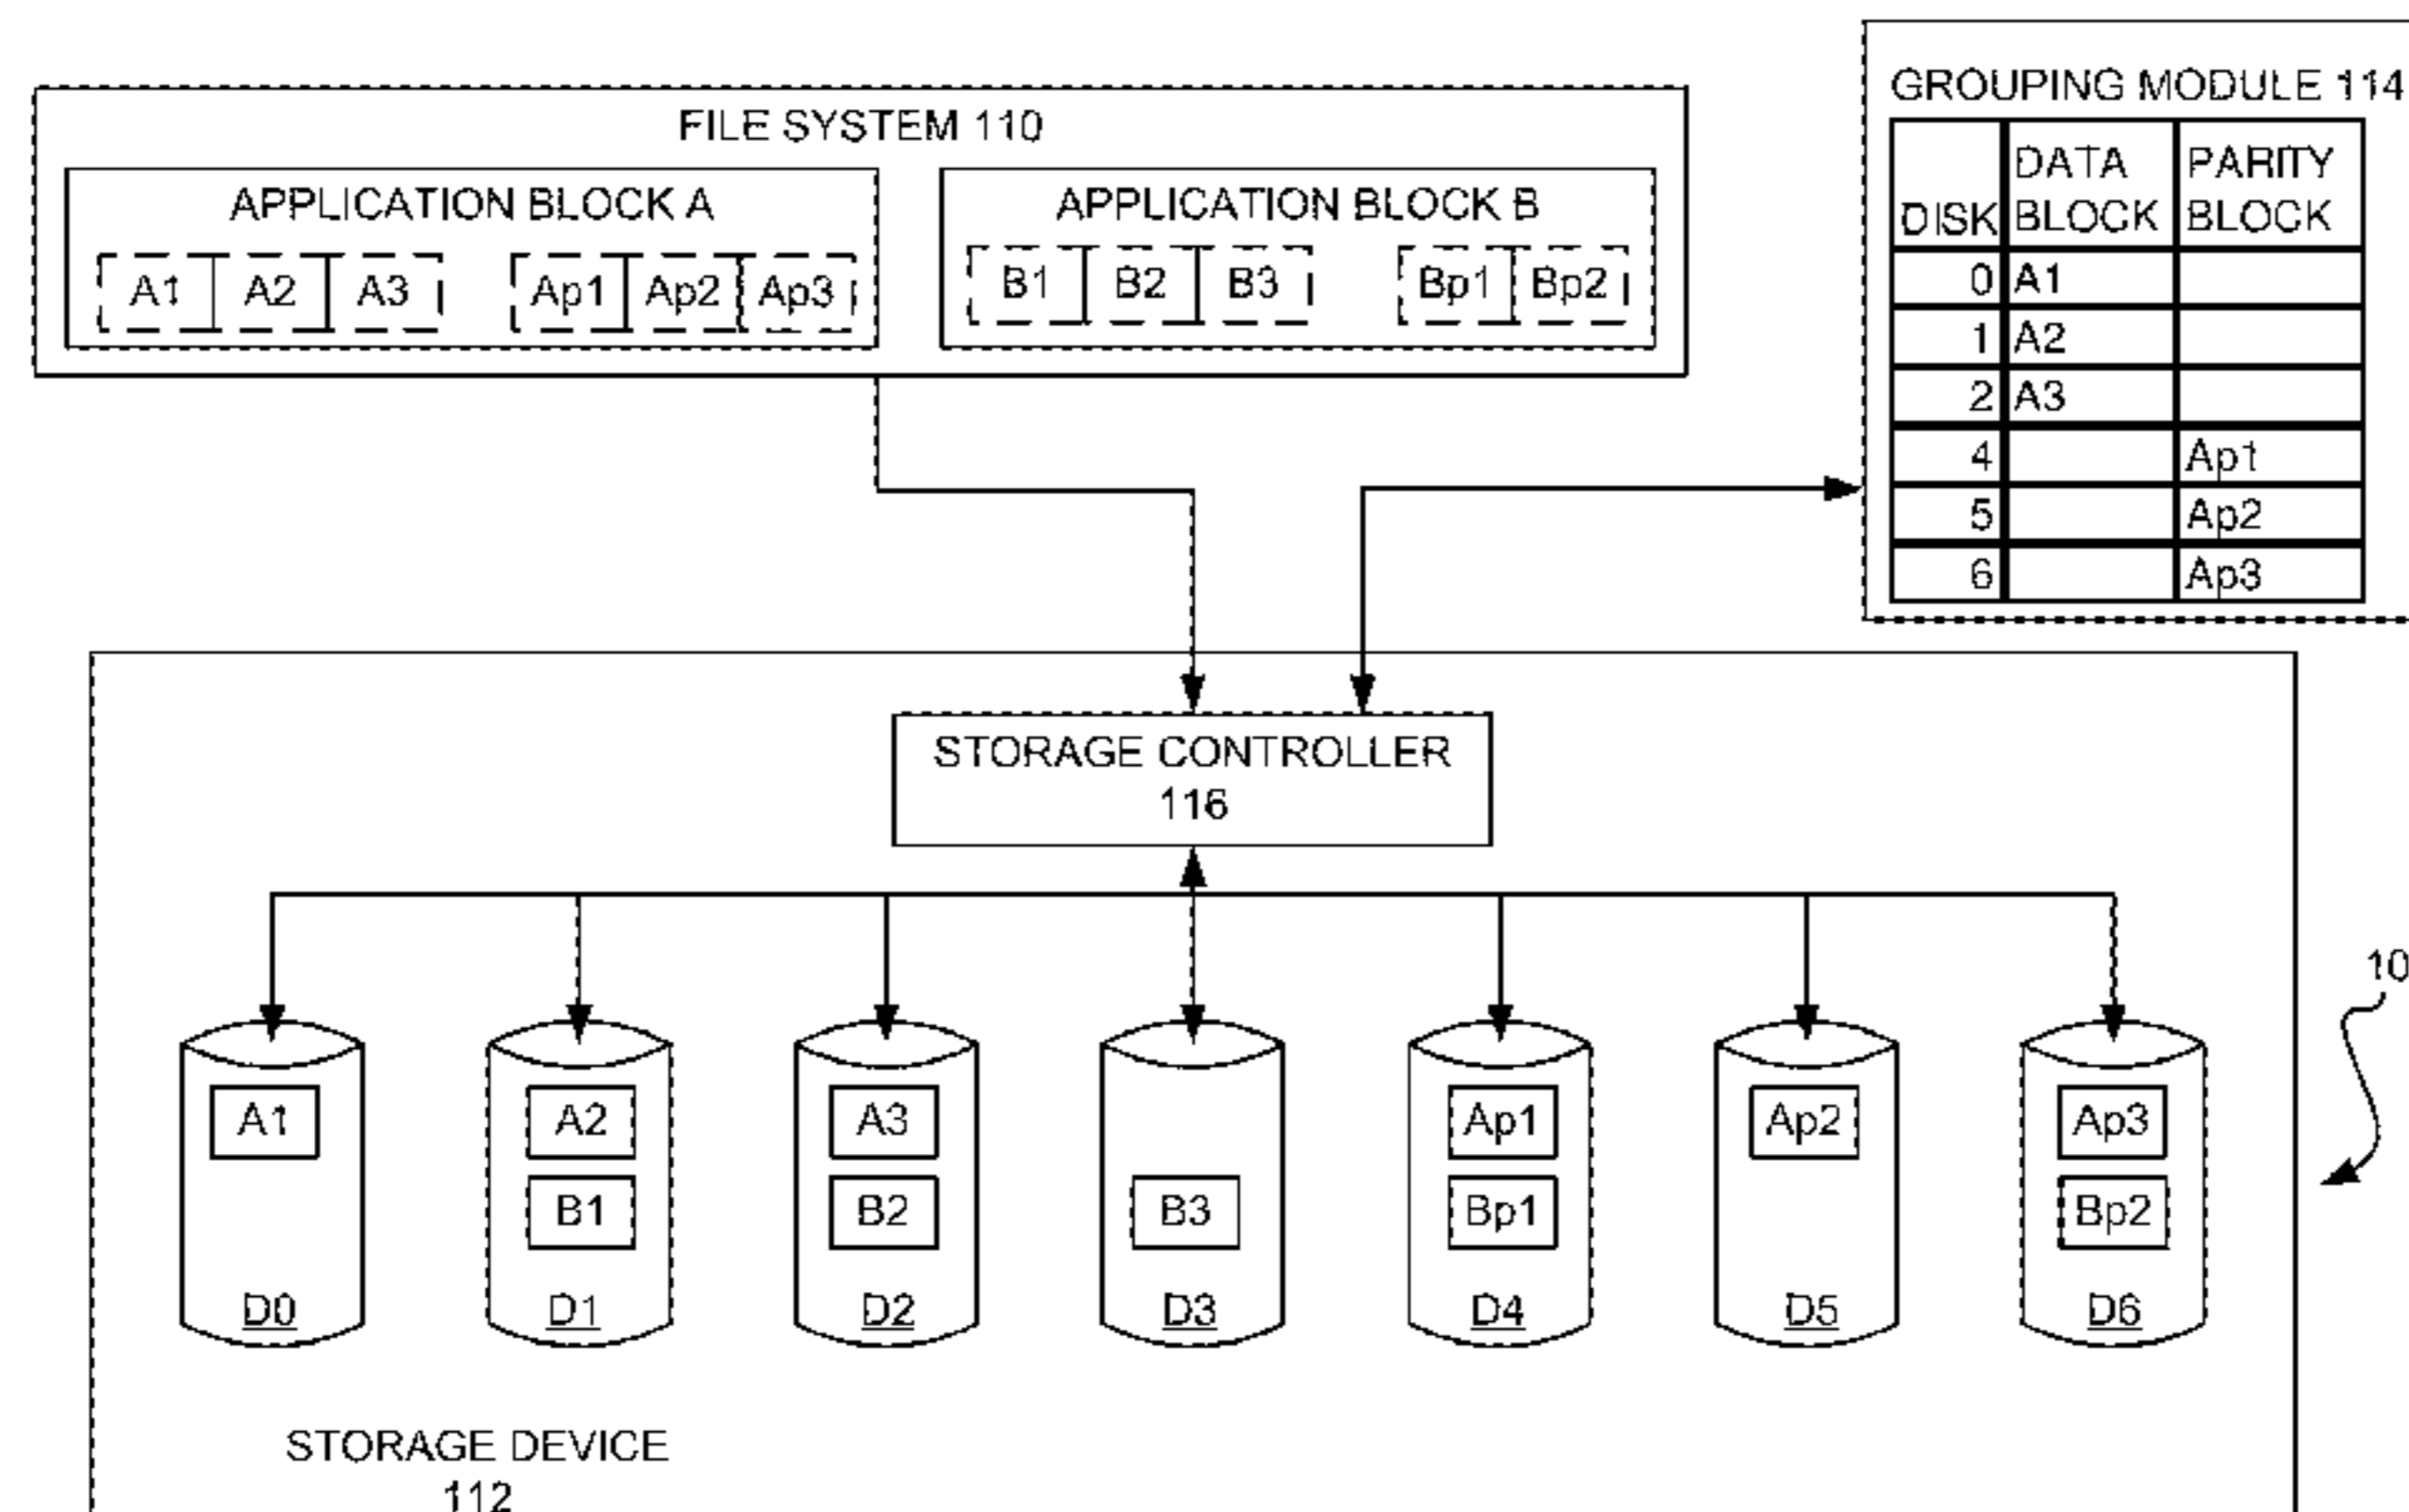 FILE SYSTEM 110
APPLICATION BLOCK A
A1 A2 A3 Ap1 Ap2 Ap3
APPLICATION BLOCK B
B1 B2 B3 Bp1 Bp2
GROUPING MODULE 114
DISK DATA BLOCK PARITY BLOCK
0 A1
1 A2
2 A3
4 Ap1
5 Ap2
6 Ap3
STORAGE CONTROLLER
116
10
A1 A2 A3 Ap1 Ap2 Ap3
B1 B2 B3 Bp1 Bp2
D0 D1 D2 D3 D4 D5 D6
STORAGE DEVICE
112